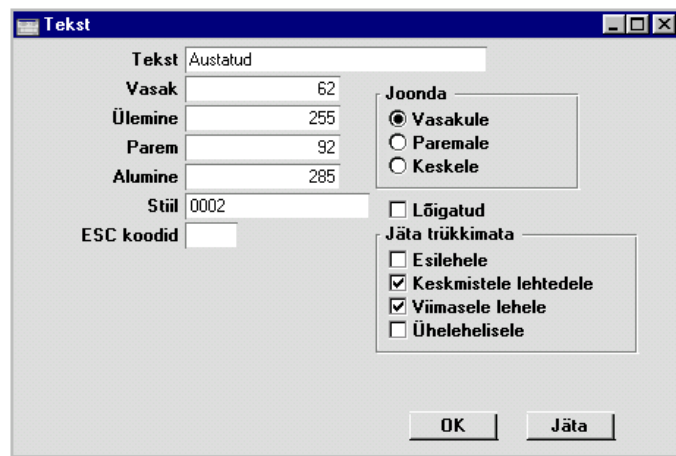 Tekst
Tekst Austatud
Vasak 62
Ülemine 255
Parem 92
Alumine 285
Stiil 0002
ESC koodid
Joonda
Vasakule
Paremale
Keskele
Lõigatud
Jäta trükkimata
Esilehele
Keskmistele lehtedele
Viimasele lehele
Ühelehelisele
OK Jäta